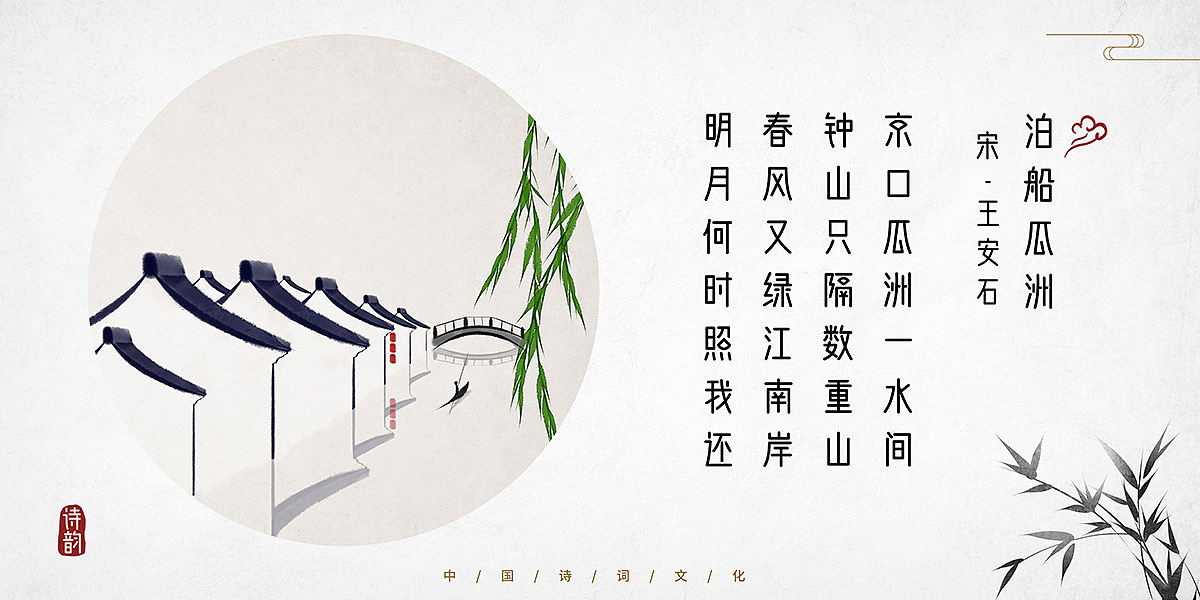 泊船瓜洲
宋-王安石
京口瓜洲一水间
钟山只隔数重山
春风又绿江南岸
明月何时照我还
诗韵
中/国/诗/词/文/化